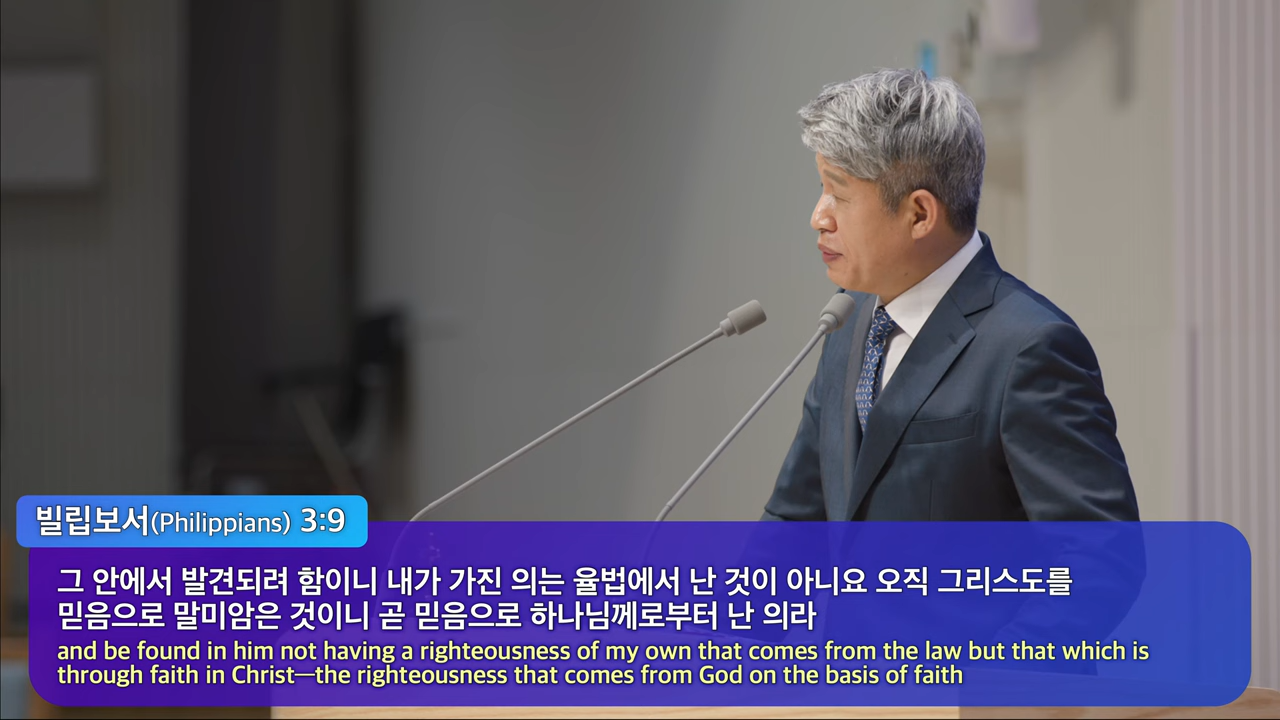 빌립보서(Philippians) 3:9
그 안에서 발견되려 함이니 내가 가진 의는 율법에서 난 것이 아니요 오직 그리스도를
믿음으로 말미암은 것이니 곧 믿음으로 하나님께로부터 난 의라
and be found in him not having a righteousness of my own that comes from the law but that which is
through faith in Christ—the righteousness that comes from God on the basis of faith